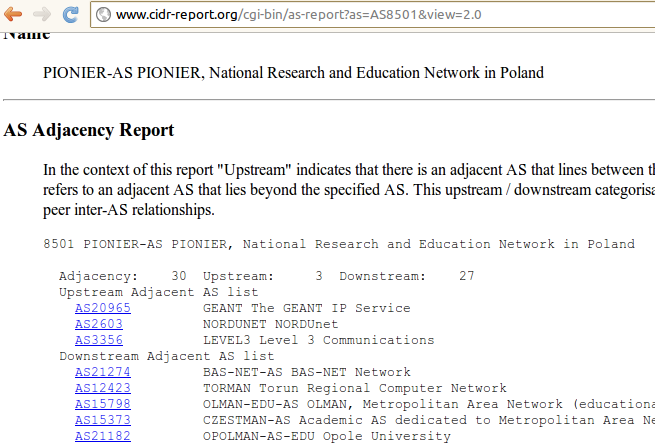 www.cidr-report.org/cgi-bin/as-report?as=AS8501&view=2.0
Name
PIONIER-AS PIONIER, National Research and Education Network in Poland
AS Adjacency Report
In the context of this report "Upstream" indicates that there is an adjacent AS that lines between t
refers to an adjacent AS that lies beyond the specified AS. This upstream / downstream categorisa
peer inter-AS relationships.
8501 PIONIER-AS PIONIER, National Research and Education Network in Poland
Adjacency: 30 Upstream: 3 Downstream: 27
Upstream Adjacent AS list
AS20965 GEANT The GEANT IP Service
AS2603 NORDUNET NORDUnet
AS3356 LEVEL3 Level 3 Communications
Downstream Adjacent AS list
AS21274 BAS-NET-AS BAS-NET Network
AS12423 TORMAN Torun Regional Computer Network
AS15798 OLMAN-EDU-AS OLMAN, Metropolitan Area Network (educationa
AS15373 CZESTMAN-AS Academic AS dedicated to Metropolitan Area Ne
AS21182 OPOLMAN-AS-EDU Opole University